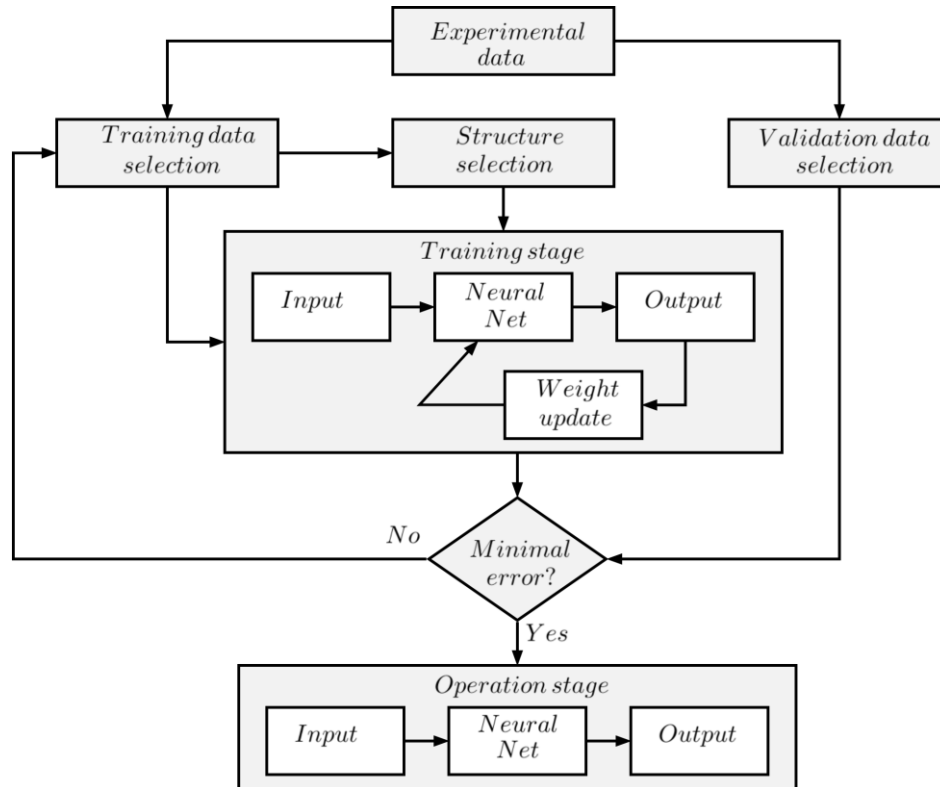 Experimental
data
Training data
selection
Structure
selection
Validation data
selection
Training stage
Input
Neural
Net
Output
Weight
update
No
Minimal
error?
Yes
Operation stage
Input
Neural
Net
Output